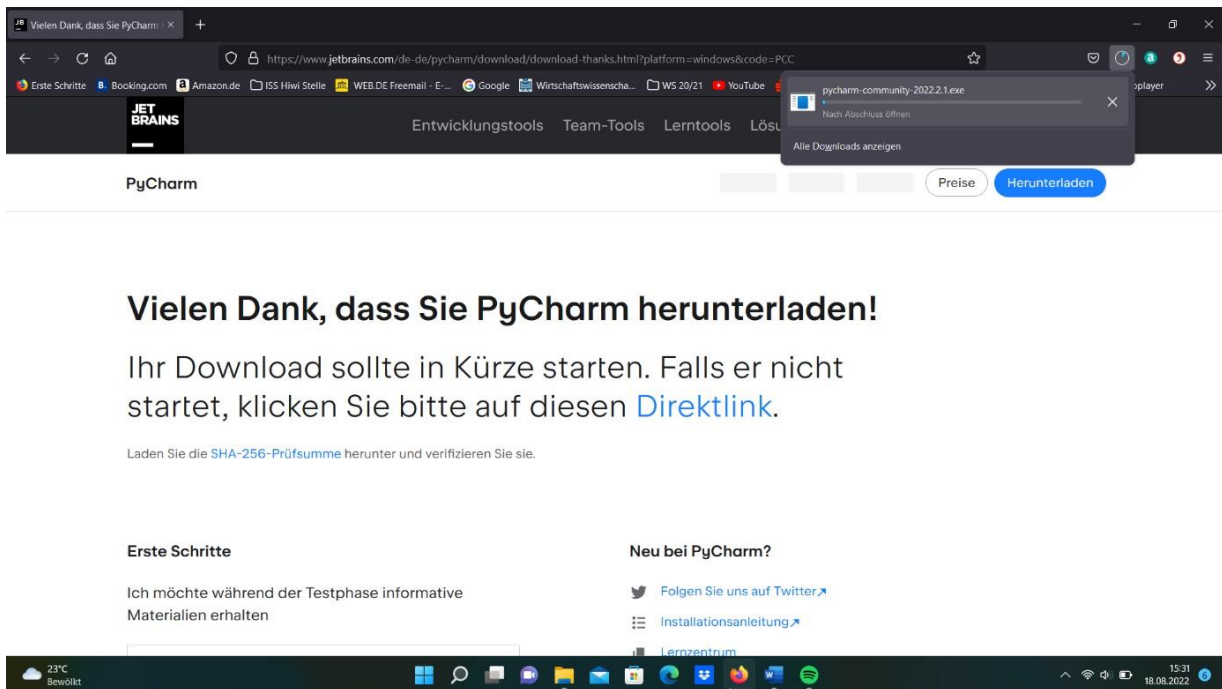 Vielen Dank, dass Sie PyCharm
https://www.jetbrains.com/de-de/pycharm/download/download-thanks.html?platform=windows&code=PCC
Erste Schritte Booking.com Amazon.de ISS Hiwi Stelle WEB.DE Freemail - E-... Google Wirtschaftswissenscha... WS 20/21 YouTube
pycharm-community-2022.2.1.exe
Nach Abschluss öffnen
Alle Downloads anzeigen
JET
BRAINS
Entwicklungstools Team-Tools Lerntools Lösu
PyCharm
Preise Herunterladen
Vielen Dank, dass Sie PyCharm herunterladen!
Ihr Download sollte in Kürze starten. Falls er nicht
startet, klicken Sie bitte auf diesen Direktlink.
Laden Sie die SHA-256-Prüfsumme herunter und verifizieren Sie sie.
Erste Schritte
Ich möchte während der Testphase informative
Materialien erhalten
Neu bei PyCharm?
Folgen Sie uns auf Twitter↗
Installationsanleitung↗
Lernzentrum
23°C
Bewölkt
15:31
18.08.2022
6